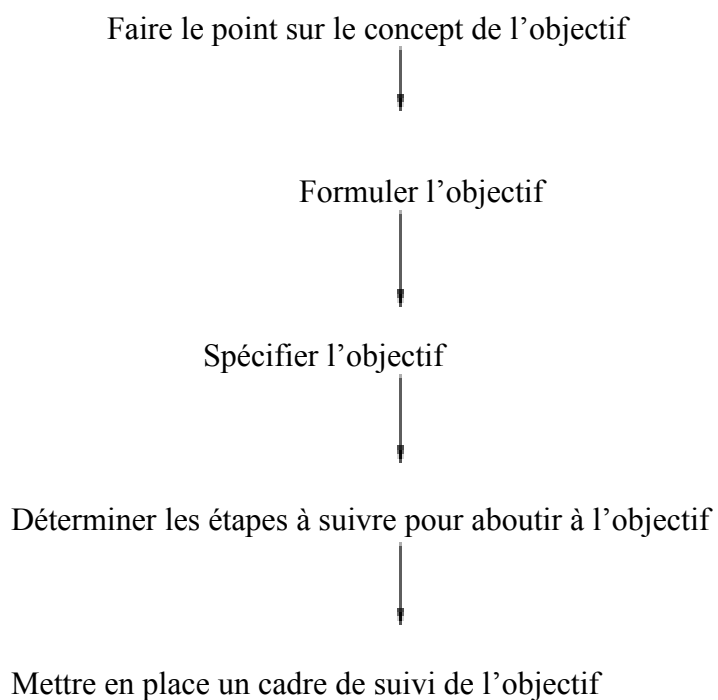 Faire le point sur le concept de l’objectif
Formuler l’objectif
Spécifier l’objectif
Déterminer les étapes à suivre pour aboutir à l’objectif
Mettre en place un cadre de suivi de l’objectif